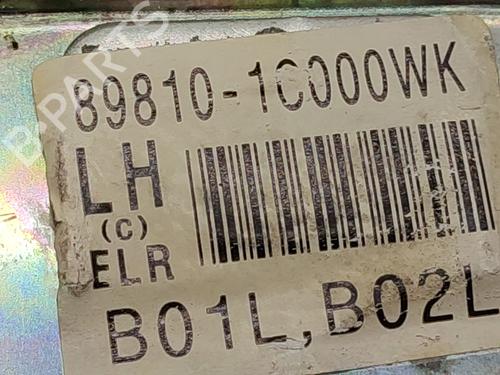 89810-1C000WK
LH
(C)
ELR
B01L,B02L
B-PARTS